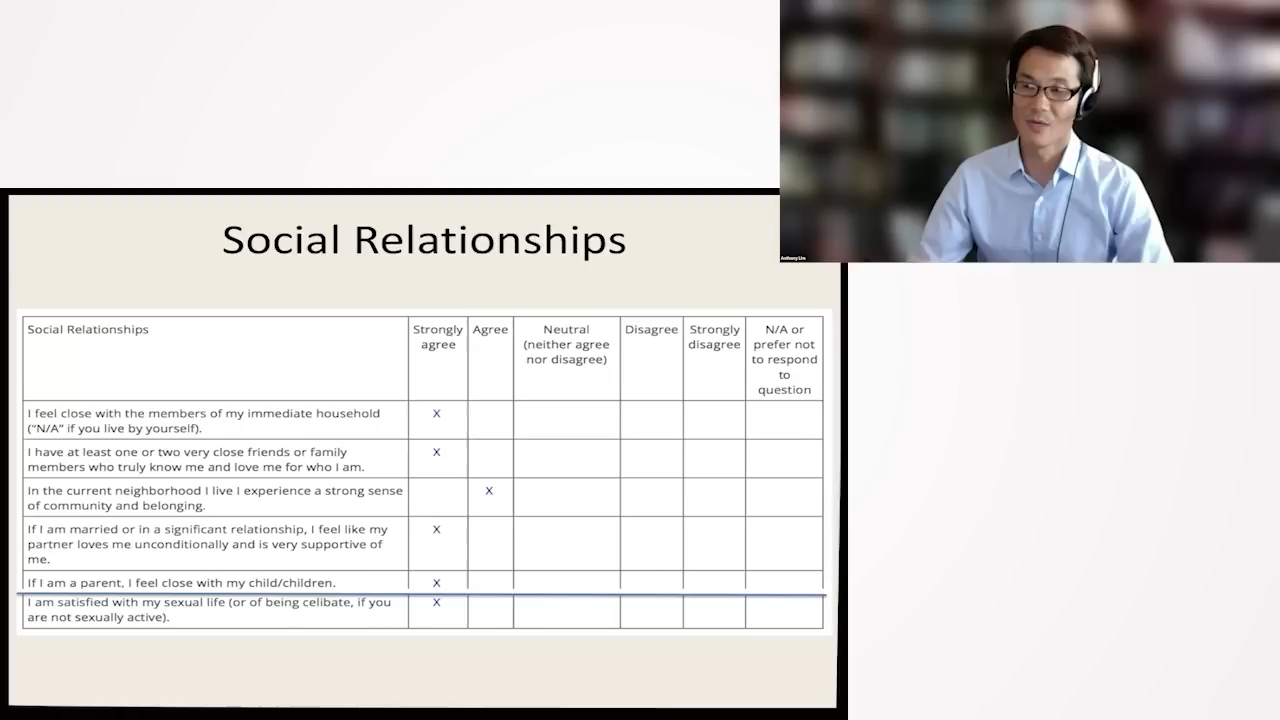 Anthony Lim
Social Relationships
Social Relationships
Strongly
agree
Agree
Neutral
(neither agree
nor disagree)
Disagree
Strongly
disagree
N/A or
prefer not
to respond
to
question
I feel close with the members of my immediate household
(“N/A” if you live by yourself).
X
I have at least one or two very close friends or family
members who truly know me and love me for who I am.
X
In the current neighborhood I live I experience a strong sense
of community and belonging.
X
If I am married or in a significant relationship, I feel like my
partner loves me unconditionally and is very supportive of
me.
X
If I am a parent, I feel close with my child/children.
X
I am satisfied with my sexual life (or of being celibate, if you
are not sexually active).
X